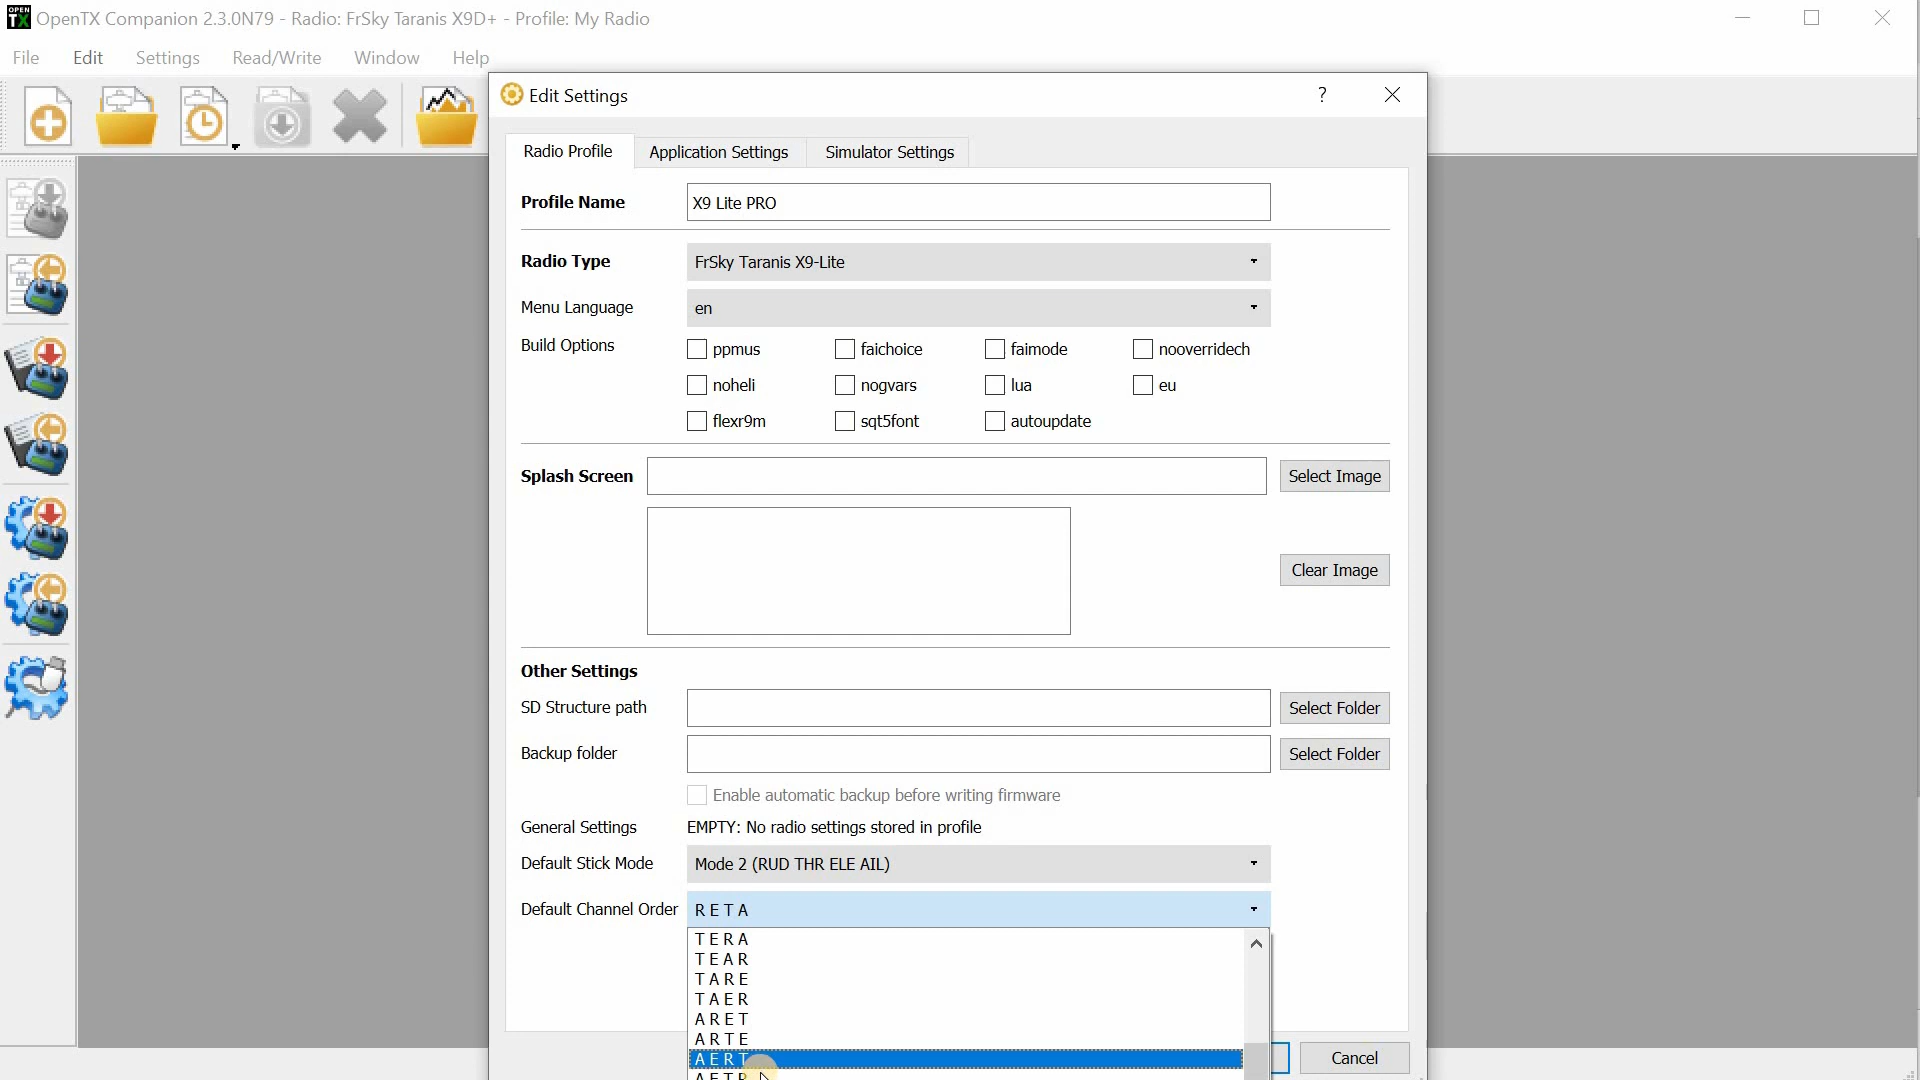 OPEN
TX
OpenTX Companion 2.3.0N79 - Radio: FrSky Taranis X9D+ - Profile: My Radio
File Edit Settings Read/Write Window Help
Edit Settings ?
Radio Profile Application Settings Simulator Settings
Profile Name X9 Lite PRO
Radio Type FrSky Taranis X9-Lite
Menu Language en
Build Options ppmus faichoice faimode nooverridech
noheli nogvars lua eu
flexr9m sqt5font autoupdate
Splash Screen Select Image
Clear Image
Other Settings
SD Structure path Select Folder
Backup folder Select Folder
Enable automatic backup before writing firmware
General Settings EMPTY: No radio settings stored in profile
Default Stick Mode Mode 2 (RUD THR ELE AIL)
Default Channel Order R E T A
T E R A
T E A R
T A R E
T A E R
A R E T
A R T E
A E R T
A E T R
Cancel